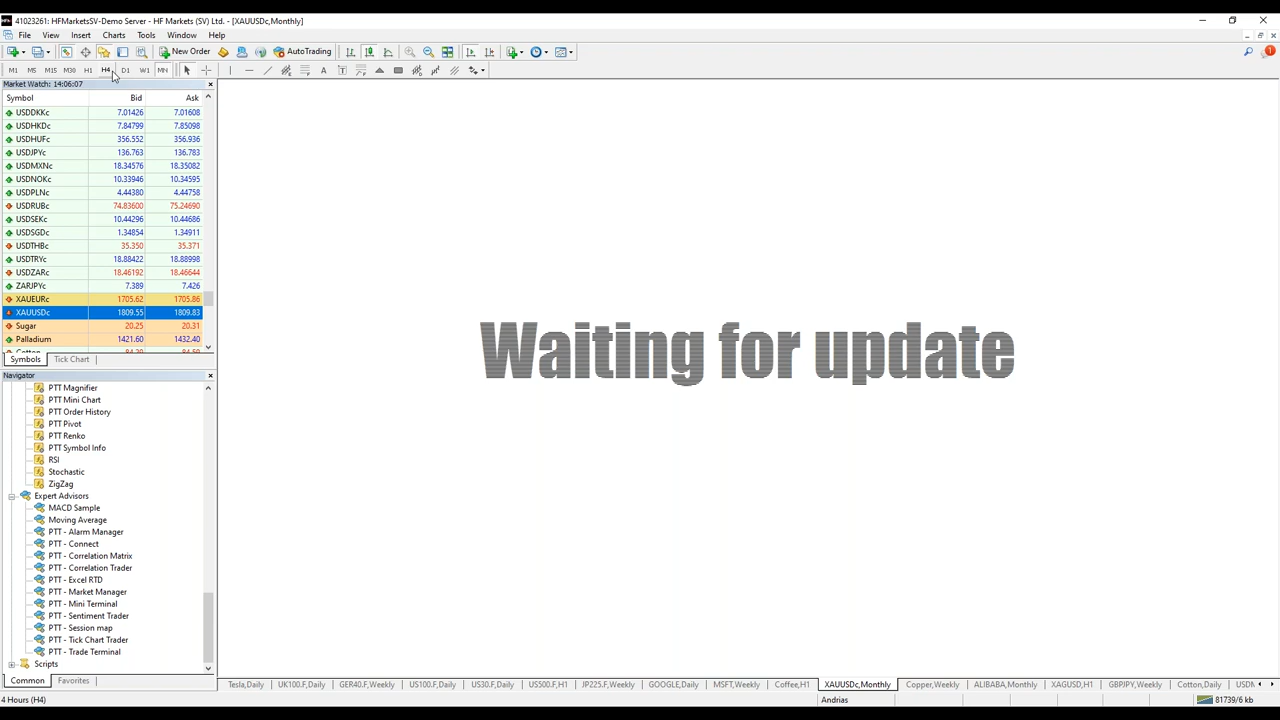 41023261: HFMarketsSV-Demo Server - HF Markets (SV) Ltd. - [XAUUSDc,Monthly]
File View Insert Charts Tools Window Help
New Order AutoTrading
M1 M5 M15 M30 H1 H4 D1 W1 MN A T
Market Watch: 14:06:07
Symbol Bid Ask
USDDKKc 7.01426 7.01608
USDHKDc 7.84799 7.85098
USDHUFc 356.552 356.936
USDJPYc 136.763 136.783
USDMXNc 18.34576 18.35082
USDNOKc 10.33946 10.34595
USDPLNc 4.44380 4.44758
USDRUBc 74.83600 75.24690
USDSEKc 10.44296 10.44686
USDSGDc 1.34854 1.34911
USDTHBc 35.350 35.371
USDTRYc 18.88422 18.88998
USDZARc 18.46192 18.46644
ZARJPYc 7.389 7.426
XAUEURc 1705.62 1705.86
XAUUSDc 1809.55 1809.83
Sugar 20.25 20.31
Palladium 1421.60 1432.40
Symbols Tick Chart
Waiting for update
Navigator
PTT Magnifier
PTT Mini Chart
PTT Order History
PTT Pivot
PTT Renko
PTT Symbol Info
RSI
Stochastic
ZigZag
Expert Advisors
MACD Sample
Moving Average
PTT - Alarm Manager
PTT - Connect
PTT - Correlation Matrix
PTT - Correlation Trader
PTT - Excel RTD
PTT - Market Manager
PTT - Mini Terminal
PTT - Sentiment Trader
PTT - Session map
PTT - Tick Chart Trader
PTT - Trade Terminal
Scripts
Common Favorites
Tesla,Daily UK100.F,Daily GER40.F,Weekly US100.F,Daily US30.F,Daily US500.F,H1 JP225.F,Weekly GOOGLE,Daily MSFT,Weekly Coffee,H1 XAUUSDc,Monthly Copper,Weekly ALIBABA,Monthly XAGUSD,H1 GBPJPY,Weekly Cotton,Daily
4 Hours (H4) Andrias 81739/6 kb